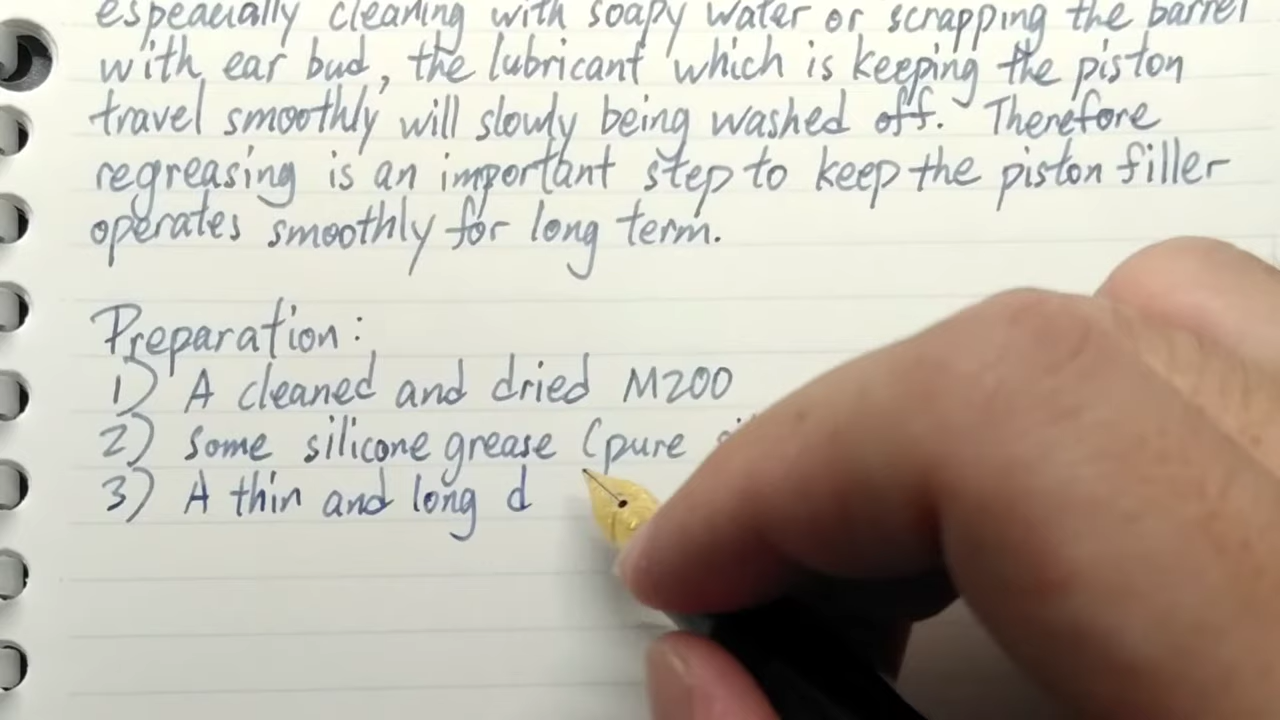 espeacially cleaning with soapy water or scrapping the barrel
with ear bud, the lubricant which is keeping the piston
travel smoothly will slowly being washed off. Therefore
regreasing is an important step to keep the piston filler
operates smoothly for long term.
Preparation:
1) A cleaned and dried M200
2) some silicone grease (pure
3) A thin and long d